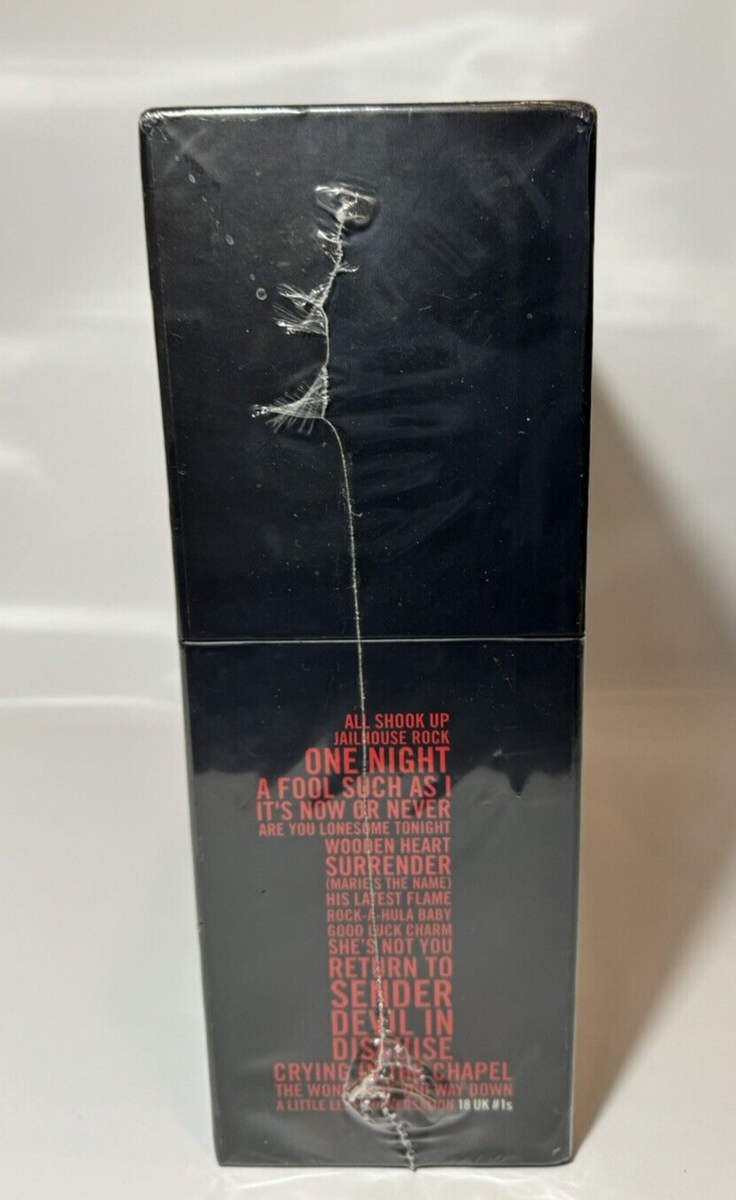 ALL SHOOK UP
JAILHOUSE ROCK
ONE NIGHT
A FOOL SUCH AS I
IT'S NOW OR NEVER
ARE YOU LONESOME TONIGHT
WOODEN HEART
SURRENDER
(MARIE'S THE NAME)
HIS LATEST FLAME
ROCK-A-HULA BABY
GOOD LUCK CHARM
SHE'S NOT YOU
RETURN TO
SENDER
DEVIL IN
DISGUISE
CRYING IN THE CHAPEL
THE WAY DOWN
A LITTLE 18 UK #1s